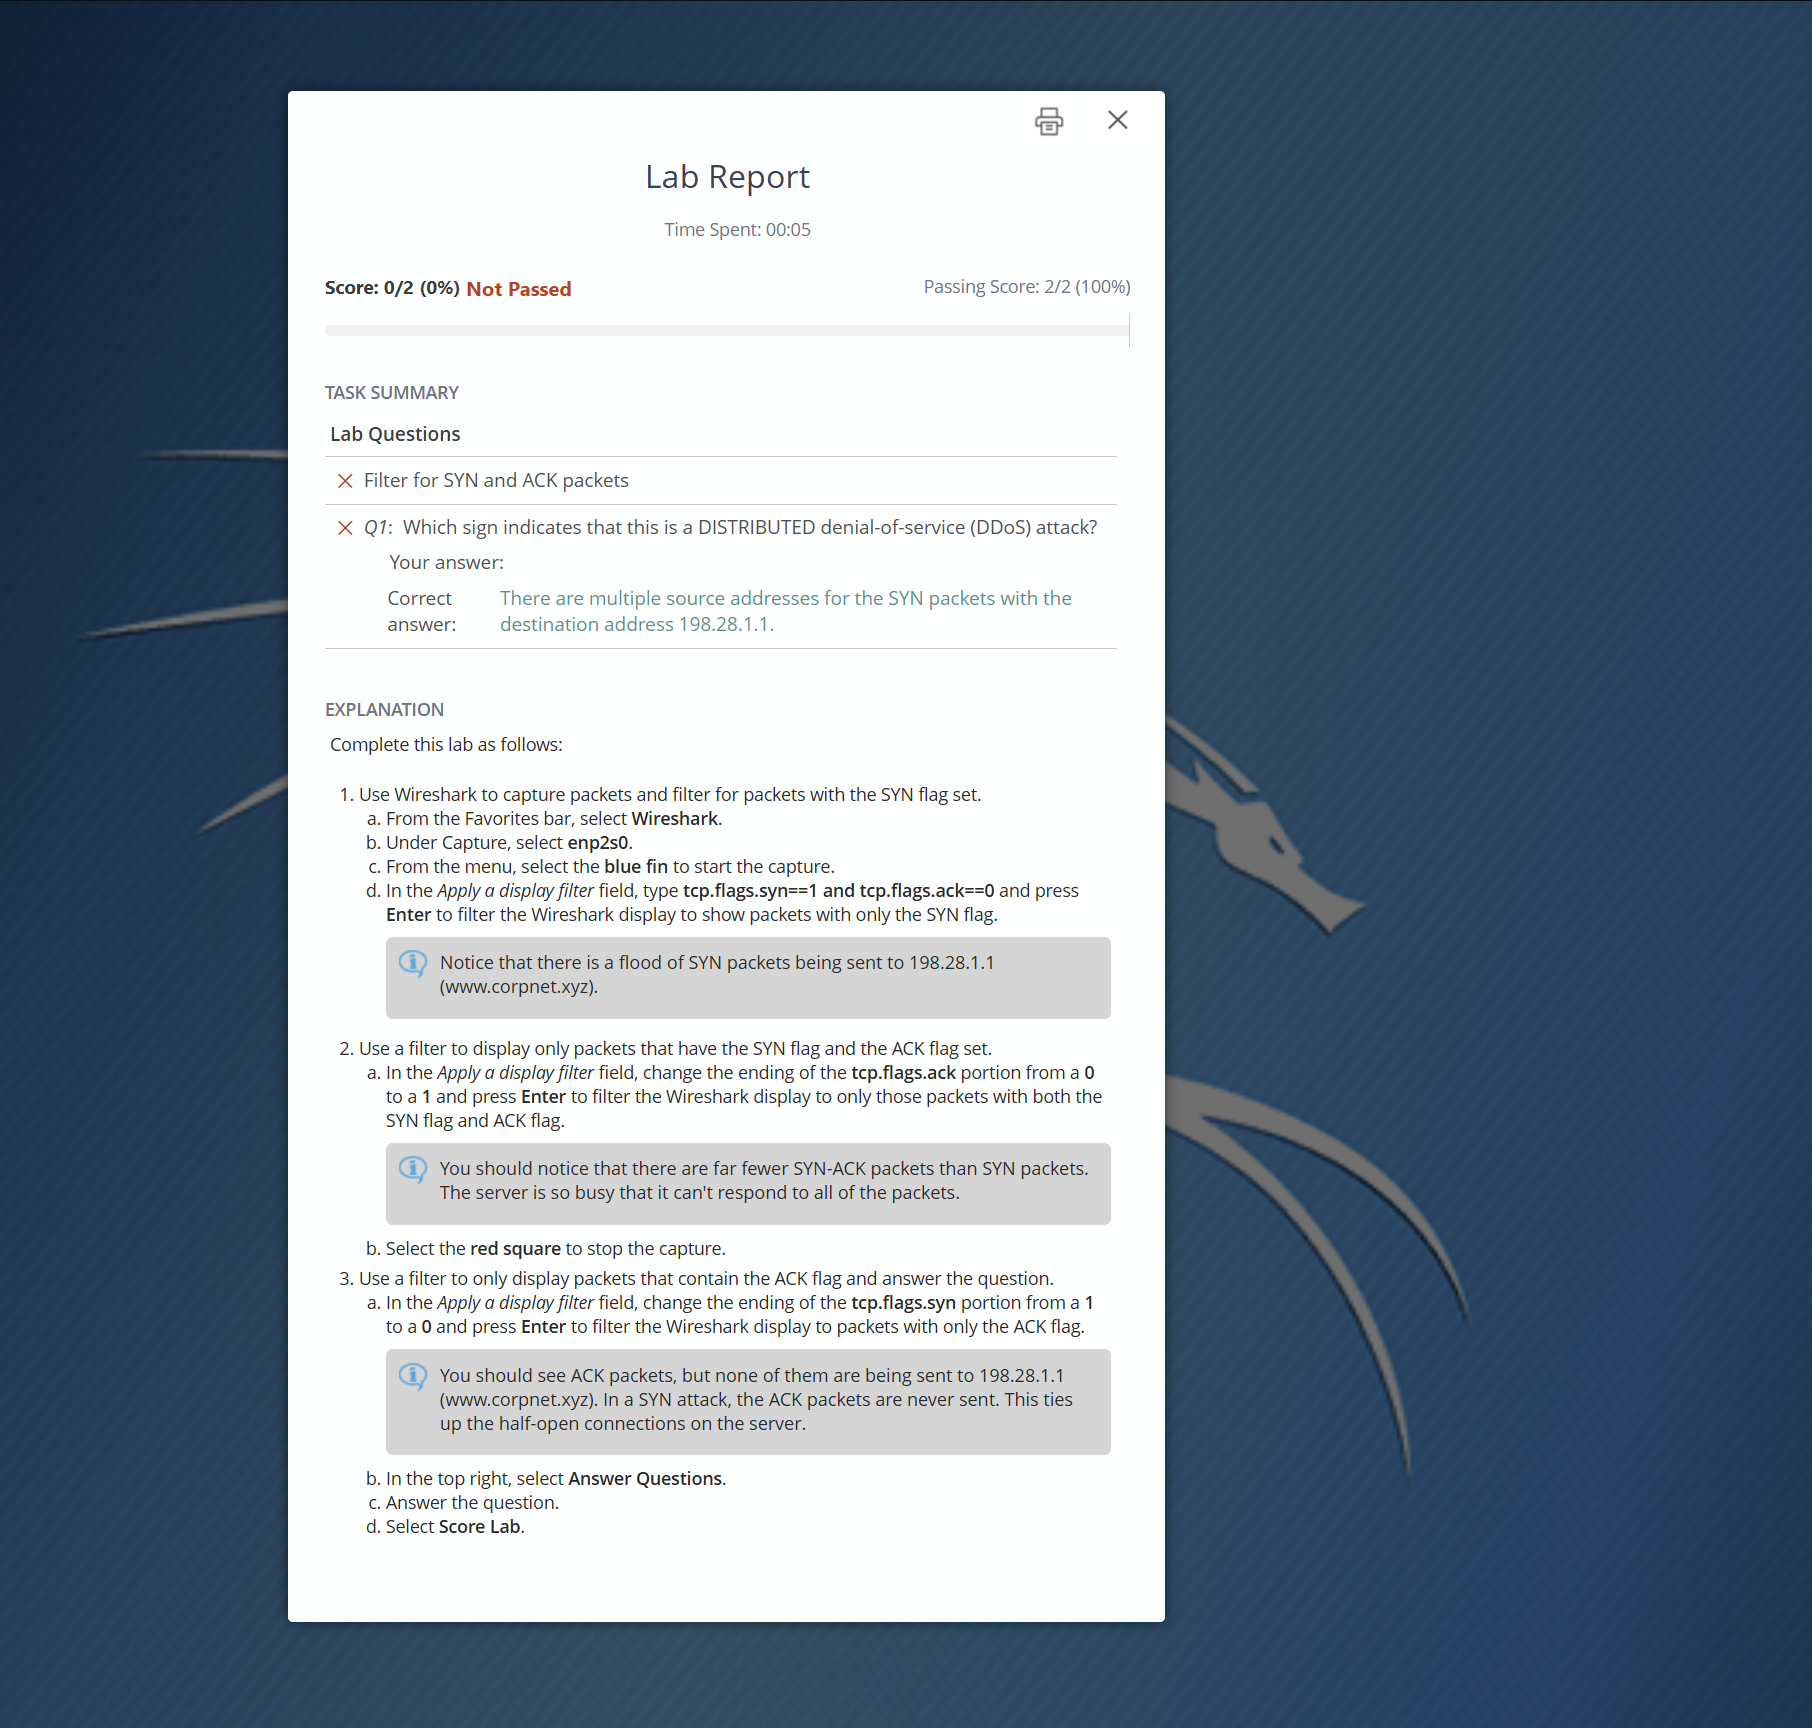 Lab Report
Time Spent: 00:05
Score: 0/2 (0%) Not Passed
Passing Score: 2/2 (100%)
TASK SUMMARY
Lab Questions
Filter for SYN and ACK packets
Q1: Which sign indicates that this is a DISTRIBUTED denial-of-service (DDoS) attack?
Your answer:
Correct answer:
There are multiple source addresses for the SYN packets with the
destination address 198.28.1.1.
EXPLANATION
Complete this lab as follows:
1. Use Wireshark to capture packets and filter for packets with the SYN flag set.
a. From the Favorites bar, select Wireshark.
b. Under Capture, select enp2s0.
c. From the menu, select the blue fin to start the capture.
d. In the Apply a display filter field, type tcp.flags.syn==1 and tcp.flags.ack==0 and press
Enter to filter the Wireshark display to show packets with only the SYN flag.
Notice that there is a flood of SYN packets being sent to 198.28.1.1
(www.corpnet.xyz).
2. Use a filter to display only packets that have the SYN flag and the ACK flag set.
a. In the Apply a display filter field, change the ending of the tcp.flags.ack portion from a 0
to a 1 and press Enter to filter the Wireshark display to only those packets with both the
SYN flag and ACK flag.
You should notice that there are far fewer SYN-ACK packets than SYN packets.
The server is so busy that it can't respond to all of the packets.
b. Select the red square to stop the capture.
3. Use a filter to only display packets that contain the ACK flag and answer the question.
a. In the Apply a display filter field, change the ending of the tcp.flags.syn portion from a 1
to a 0 and press Enter to filter the Wireshark display to packets with only the ACK flag.
You should see ACK packets, but none of them are being sent to 198.28.1.1
(www.corpnet.xyz). In a SYN attack, the ACK packets are never sent. This ties
up the half-open connections on the server.
b. In the top right, select Answer Questions.
c. Answer the question.
d. Select Score Lab.